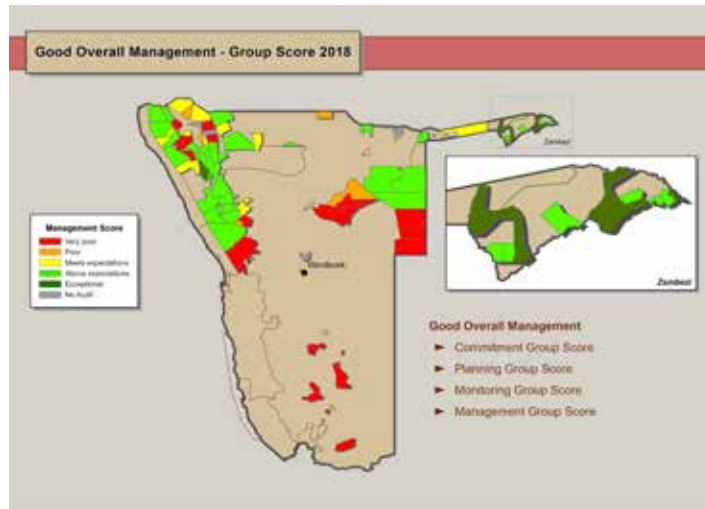 Good Overall Management - Group Score 2018
Zambezi
Management Score
Very poor
Poor
Meets expectations
Above expectations
Exceptional
No Audit
Windhoek
Zambezi
Good Overall Management
► Commitment Group Score
► Planning Group Score
► Monitoring Group Score
► Management Group Score